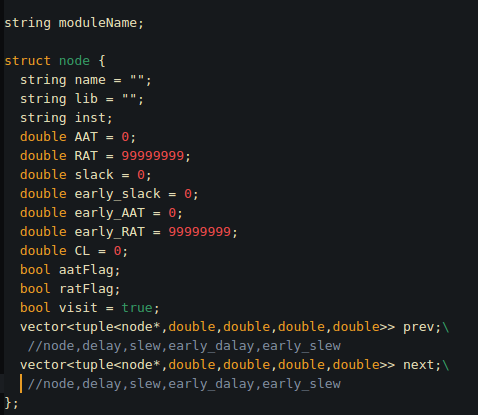 string moduleName;
struct node {
string name = "";
string lib = "";
string inst;
double AAT = 0;
double RAT = 99999999;
double slack = 0;
double early_slack = 0;
double early_AAT = 0;
double early_RAT = 99999999;
double CL = 0;
bool aatFlag;
bool ratFlag;
bool visit = true;
vector<tuple<node*,double,double,double,double>> prev;\
//node,delay,slew,early_dalay,early_slew
vector<tuple<node*,double,double,double,double>> next;\
//node,delay,slew,early_dalay,early_slew
};